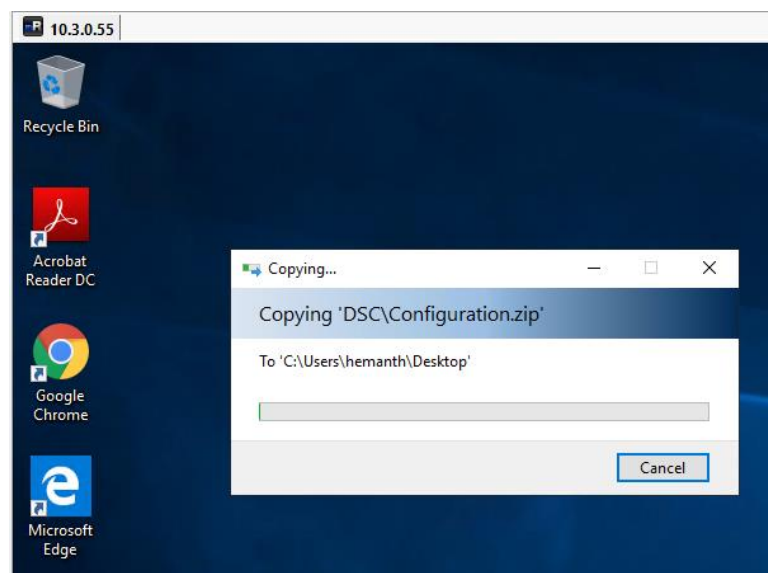 10.3.0.55
Recycle Bin
Acrobat
Reader DC
Google
Chrome
Microsoft
Edge
Copying...
Copying 'DSC\Configuration.zip'
To 'C:\Users\hemanth\Desktop'
Cancel